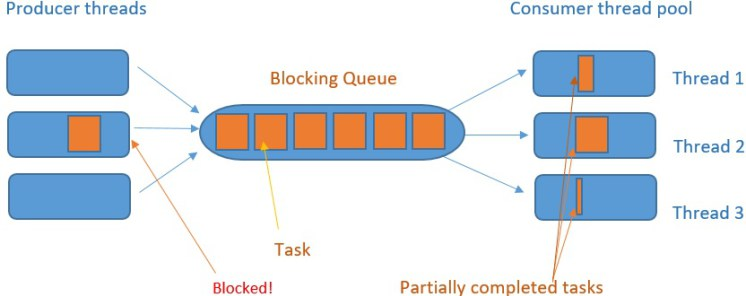 Producer threads
Consumer thread pool
Blocking Queue
Thread 1
Thread 2
Thread 3
Task
Blocked!
Partially completed tasks